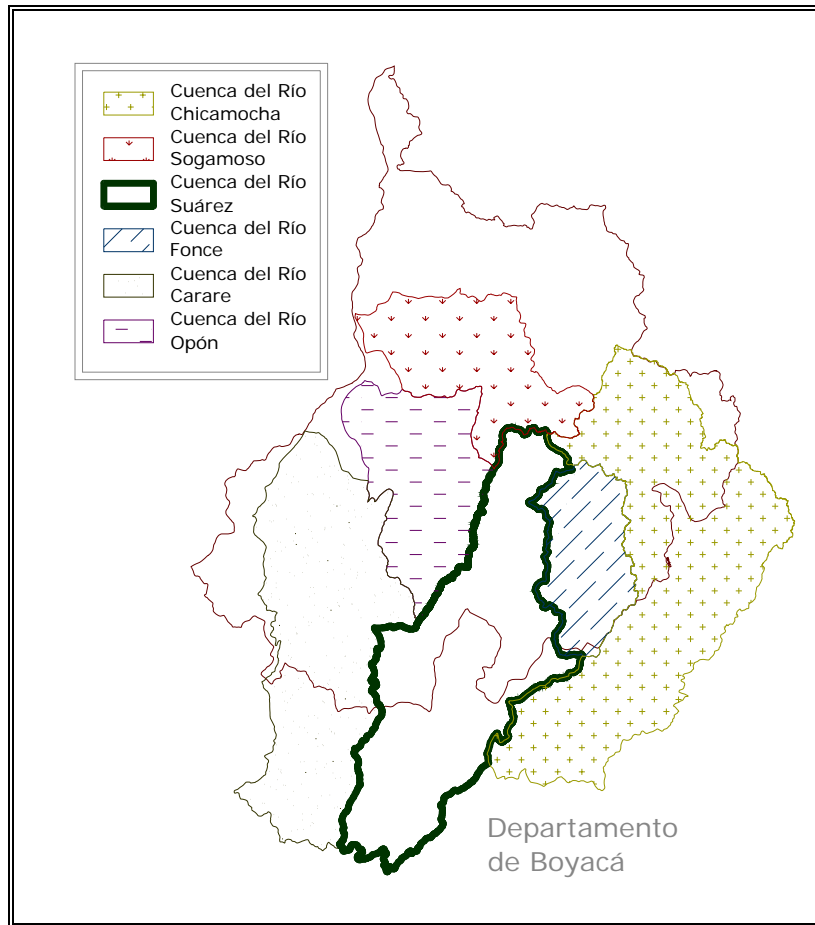 Cuenca del Río
Chicamocha
Cuenca del Río
Sogamoso
Cuenca del Río
Suárez
Cuenca del Río
Fonce
Cuenca del Río
Carare
Cuenca del Río
Opón
Departamento
de Boyacá